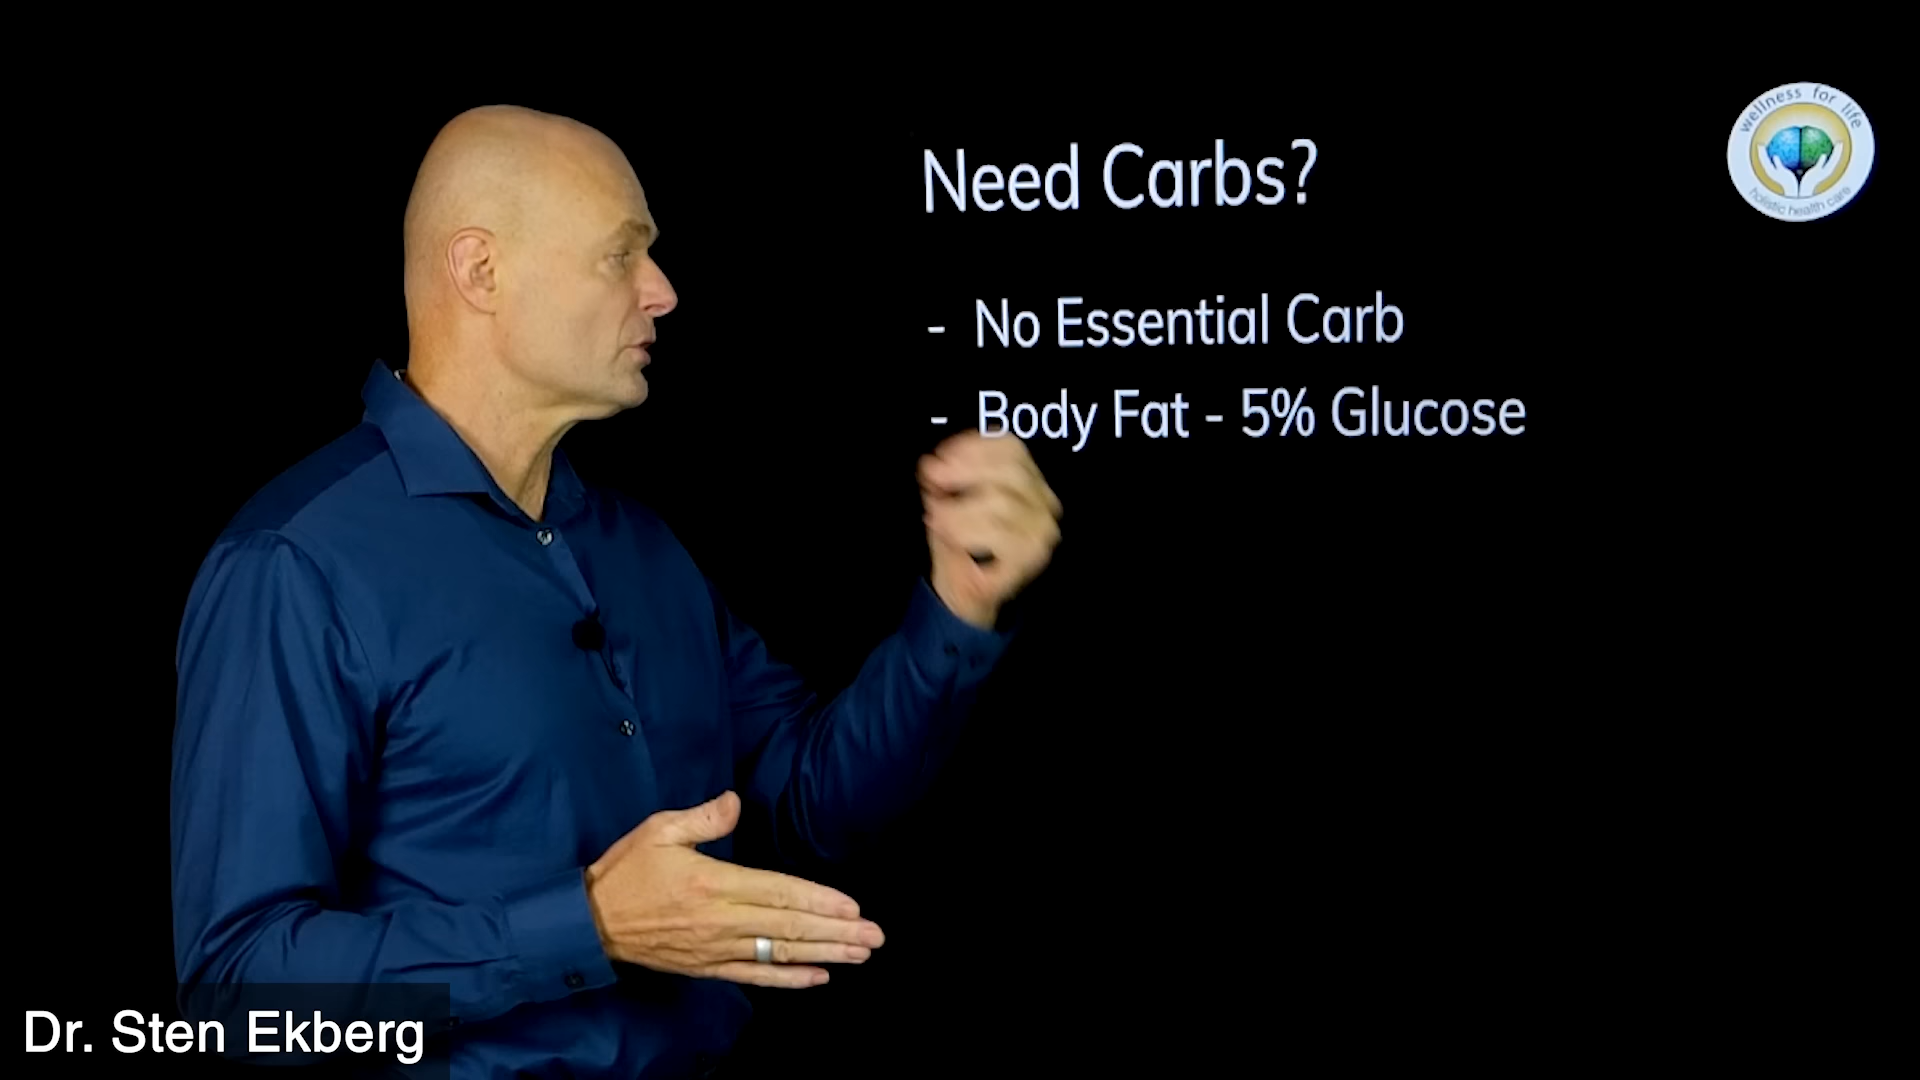 Need Carbs?
- No Essential Carb
- Body Fat - 5% Glucose
wellness for life
holistic health care
Dr. Sten Ekberg